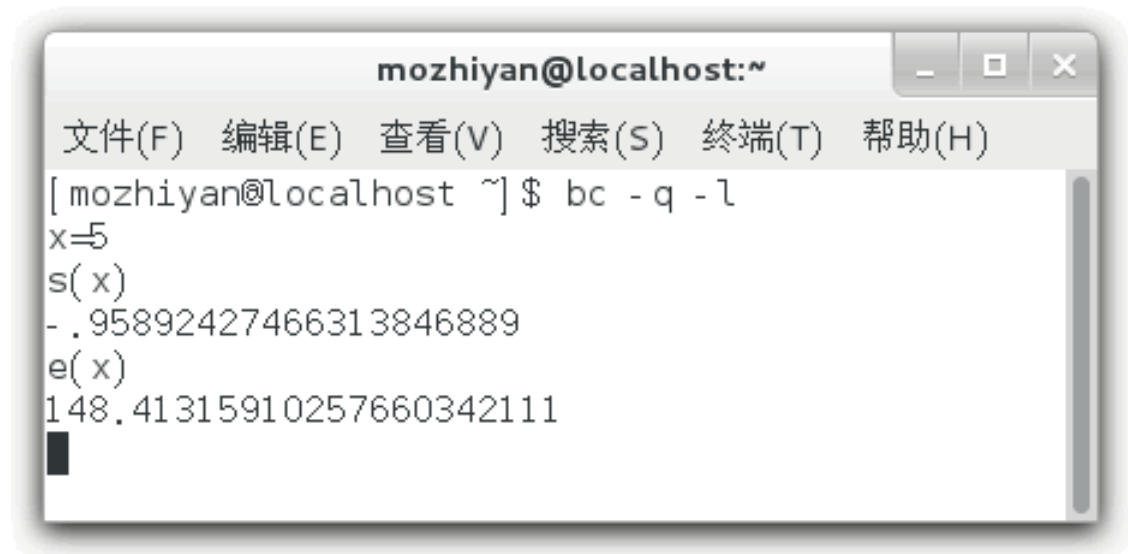 mozhiyan@localhost:~
文件(F) 编辑(E) 查看(V) 搜索(S) 终端(T) 帮助(H)
[mozhiyan@localhost ~]$ bc -q -l
x=5
s(x)
-.95892427466313846889
e(x)
148.41315910257660342111